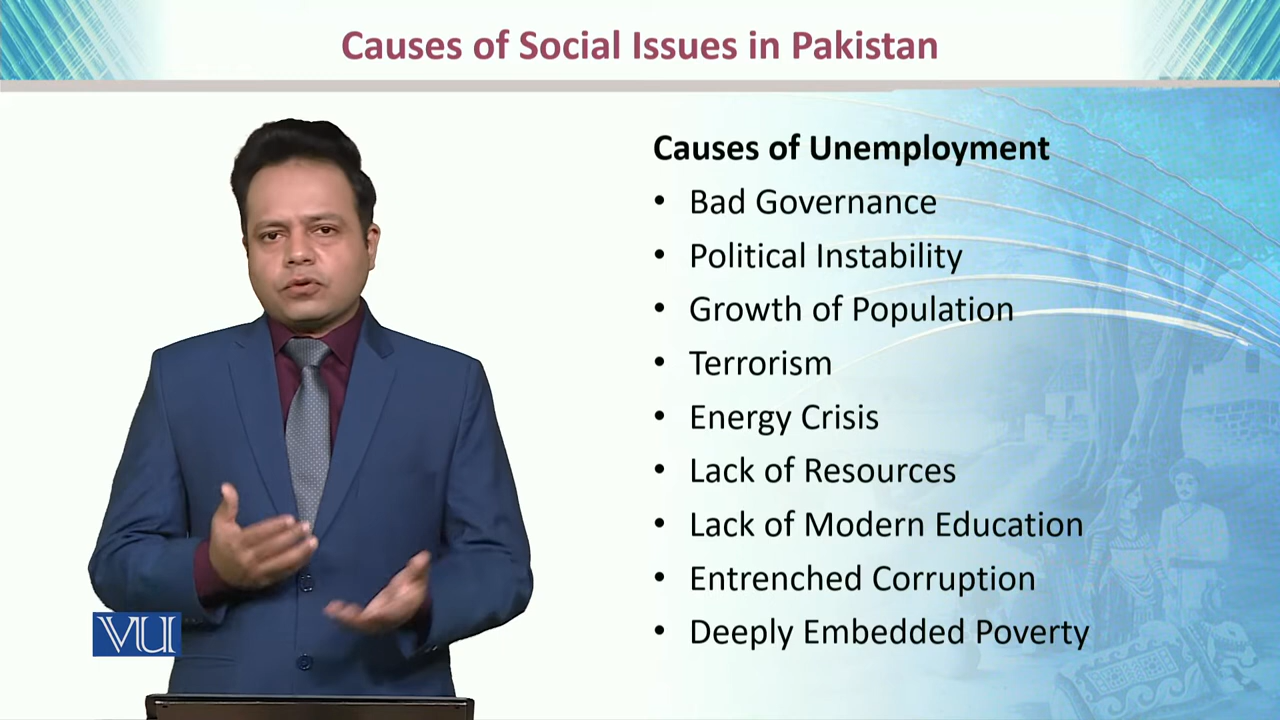 Causes of Social Issues in Pakistan
Causes of Unemployment
• Bad Governance
• Political Instability
• Growth of Population
• Terrorism
• Energy Crisis
• Lack of Resources
• Lack of Modern Education
• Entrenched Corruption
• Deeply Embedded Poverty
VU